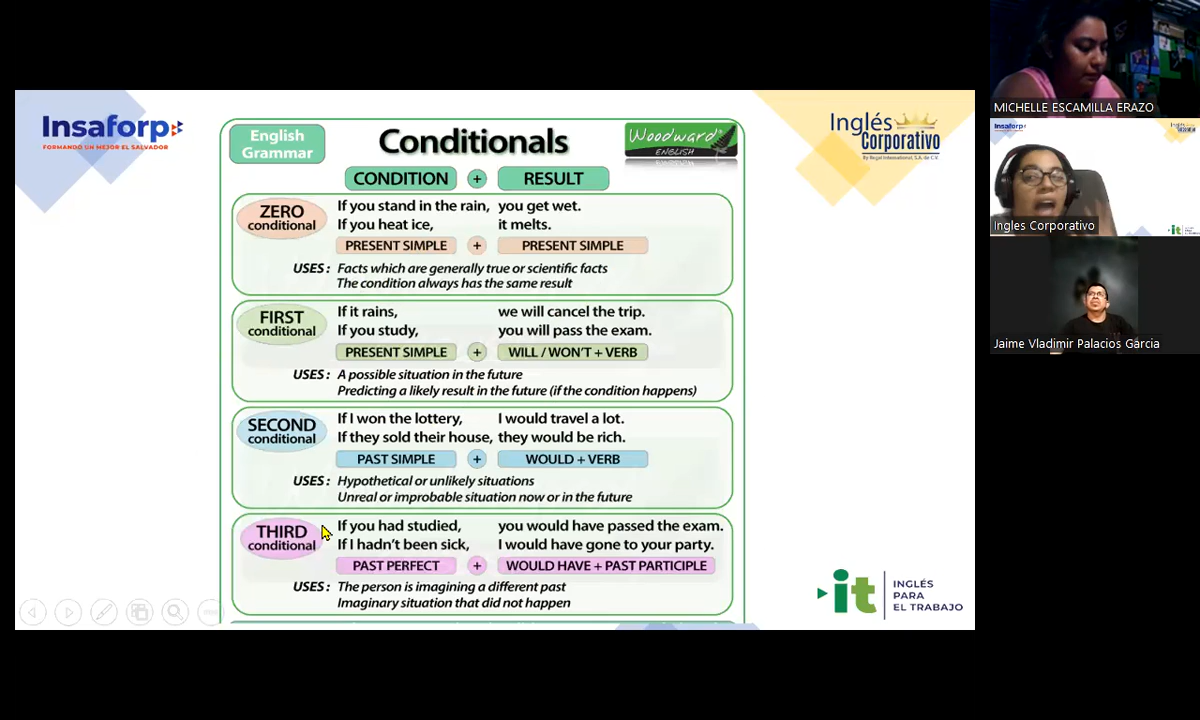 Insaforp
FORMANDO UN MEJOR EL SALVADOR
English
Grammar
Conditionals
Woodward
ENGLISH
Inglés
Corporativo
By Regal International, S.A. de C.V.
CONDITION + RESULT
ZERO
conditional
If you stand in the rain, you get wet.
If you heat ice, it melts.
PRESENT SIMPLE + PRESENT SIMPLE
USES: Facts which are generally true or scientific facts
The condition always has the same result
FIRST
conditional
If it rains, we will cancel the trip.
If you study, you will pass the exam.
PRESENT SIMPLE + WILL / WON'T + VERB
USES: A possible situation in the future
Predicting a likely result in the future (if the condition happens)
SECOND
conditional
If I won the lottery, I would travel a lot.
If they sold their house, they would be rich.
PAST SIMPLE + WOULD + VERB
USES: Hypothetical or unlikely situations
Unreal or improbable situation now or in the future
THIRD
conditional
If you had studied, you would have passed the exam.
If I hadn't been sick, I would have gone to your party.
PAST PERFECT + WOULD HAVE + PAST PARTICIPLE
USES: The person is imagining a different past
Imaginary situation that did not happen
it
INGLÉS
PARA
EL TRABAJO
MICHELLE ESCAMILLA ERAZO
Insaforp
Ingles Corporativo
it
Jaime Vladimir Palacios Garcia